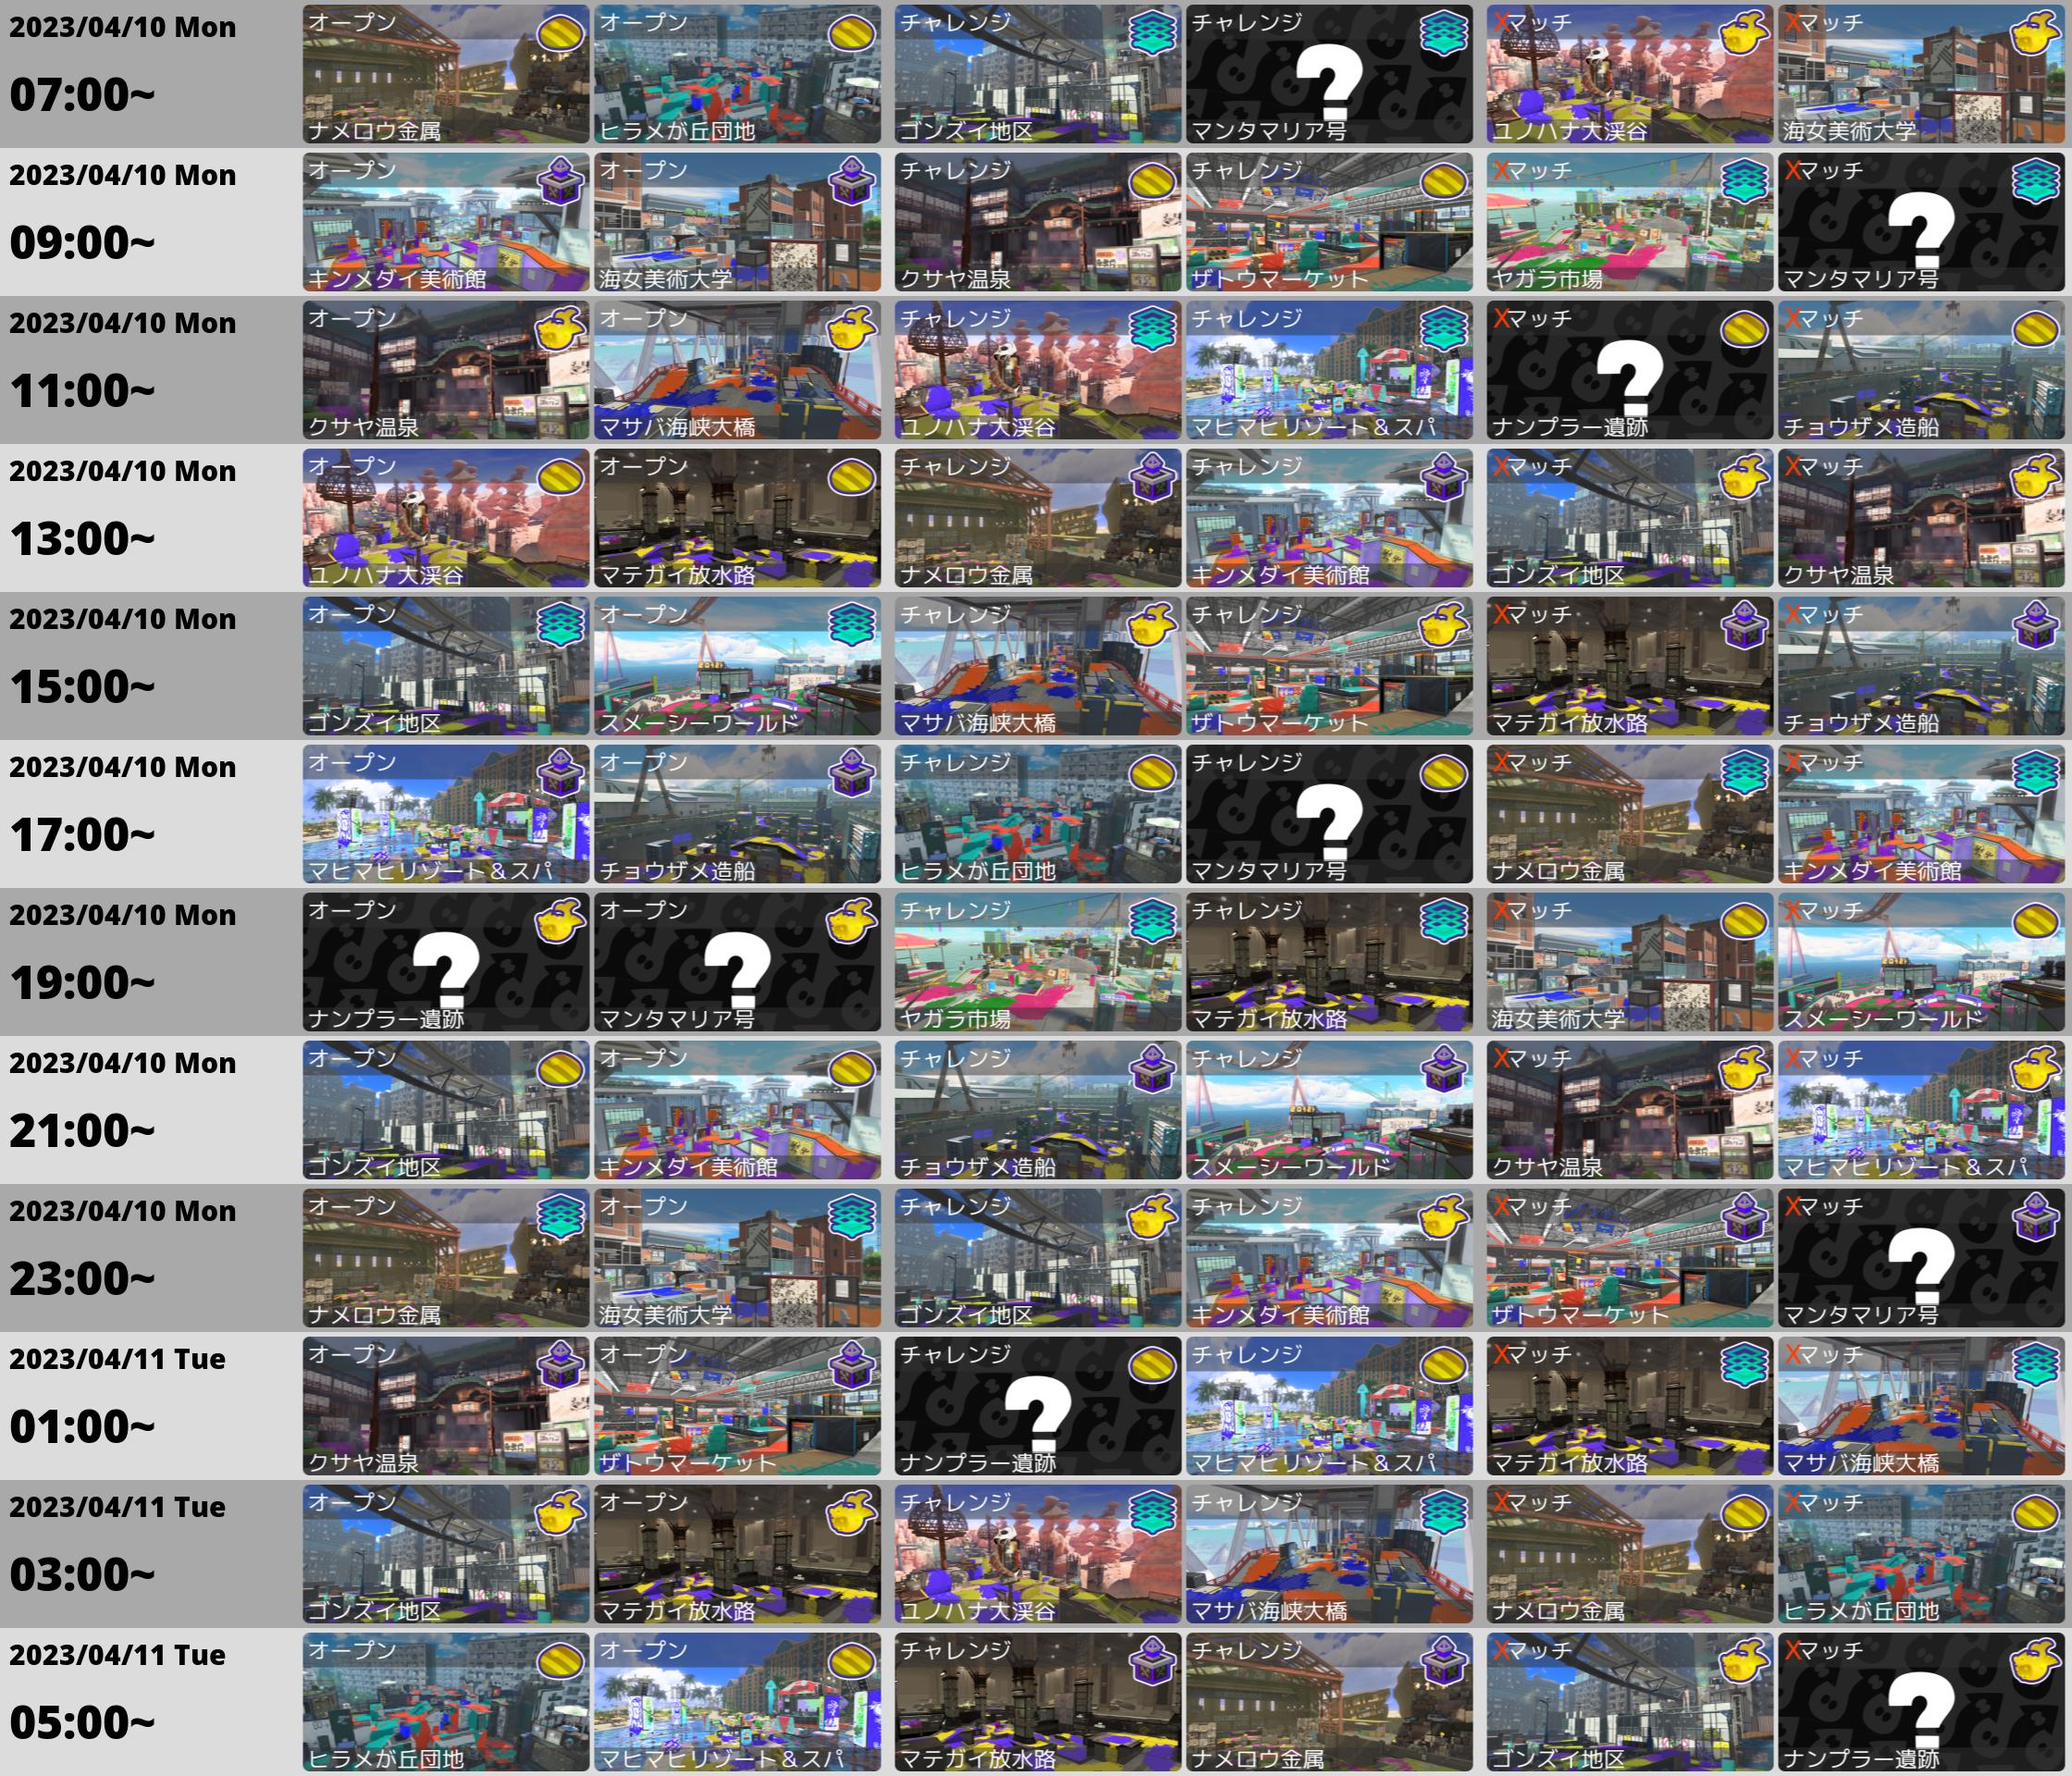 2023/04/10 Mon
07:00~
オープン
ナメロウ金属
オープン
ヒラメが丘団地
チャレンジ
ゴンズイ地区
チャレンジ
マンタマリア号
Xマッチ
ユノハナ大渓谷
Xマッチ
海女美術大学
2023/04/10 Mon
09:00~
オープン
キンメダイ美術館
オープン
海女美術大学
チャレンジ
クサヤ温泉
チャレンジ
ザトウマーケット
Xマッチ
ヤガラ市場
Xマッチ
マンタマリア号
2023/04/10 Mon
11:00~
オープン
クサヤ温泉
オープン
マサバ海峡大橋
チャレンジ
ユノハナ大渓谷
チャレンジ
マヒマヒリゾート＆スパ
Xマッチ
ナンプラー遺跡
Xマッチ
チョウザメ造船
2023/04/10 Mon
13:00~
オープン
ユノハナ大渓谷
オープン
マテガイ放水路
チャレンジ
ナメロウ金属
チャレンジ
キンメダイ美術館
Xマッチ
ゴンズイ地区
Xマッチ
クサヤ温泉
2023/04/10 Mon
15:00~
オープン
ゴンズイ地区
オープン
スメーシーワールド
チャレンジ
マサバ海峡大橋
チャレンジ
ザトウマーケット
Xマッチ
マテガイ放水路
Xマッチ
チョウザメ造船
2023/04/10 Mon
17:00~
オープン
マヒマヒリゾート＆スパ
オープン
チョウザメ造船
チャレンジ
ヒラメが丘団地
チャレンジ
マンタマリア号
Xマッチ
ナメロウ金属
Xマッチ
キンメダイ美術館
2023/04/10 Mon
19:00~
オープン
ナンプラー遺跡
オープン
マンタマリア号
チャレンジ
ヤガラ市場
チャレンジ
マテガイ放水路
Xマッチ
海女美術大学
Xマッチ
スメーシーワールド
2023/04/10 Mon
21:00~
オープン
ゴンズイ地区
オープン
キンメダイ美術館
チャレンジ
チョウザメ造船
チャレンジ
スメーシーワールド
Xマッチ
クサヤ温泉
Xマッチ
マヒマヒリゾート＆スパ
2023/04/10 Mon
23:00~
オープン
ナメロウ金属
オープン
海女美術大学
チャレンジ
ゴンズイ地区
チャレンジ
キンメダイ美術館
Xマッチ
ザトウマーケット
Xマッチ
マンタマリア号
2023/04/11 Tue
01:00~
オープン
クサヤ温泉
オープン
ザトウマーケット
チャレンジ
ナンプラー遺跡
チャレンジ
マヒマヒリゾート＆スパ
Xマッチ
マテガイ放水路
Xマッチ
マサバ海峡大橋
2023/04/11 Tue
03:00~
オープン
ゴンズイ地区
オープン
マテガイ放水路
チャレンジ
ユノハナ大渓谷
チャレンジ
マサバ海峡大橋
Xマッチ
ナメロウ金属
Xマッチ
ヒラメが丘団地
2023/04/11 Tue
05:00~
オープン
ヒラメが丘団地
オープン
マヒマヒリゾート＆スパ
チャレンジ
マテガイ放水路
チャレンジ
ナメロウ金属
Xマッチ
ゴンズイ地区
Xマッチ
ナンプラー遺跡